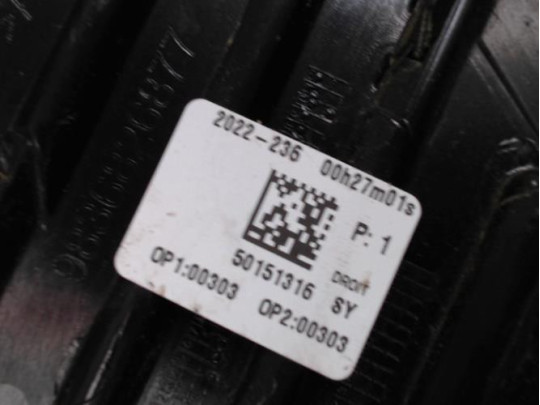 2022-236 00h27m01s
P: 1
DROIT
50151316 SY
OP1:00303 OP2:00303